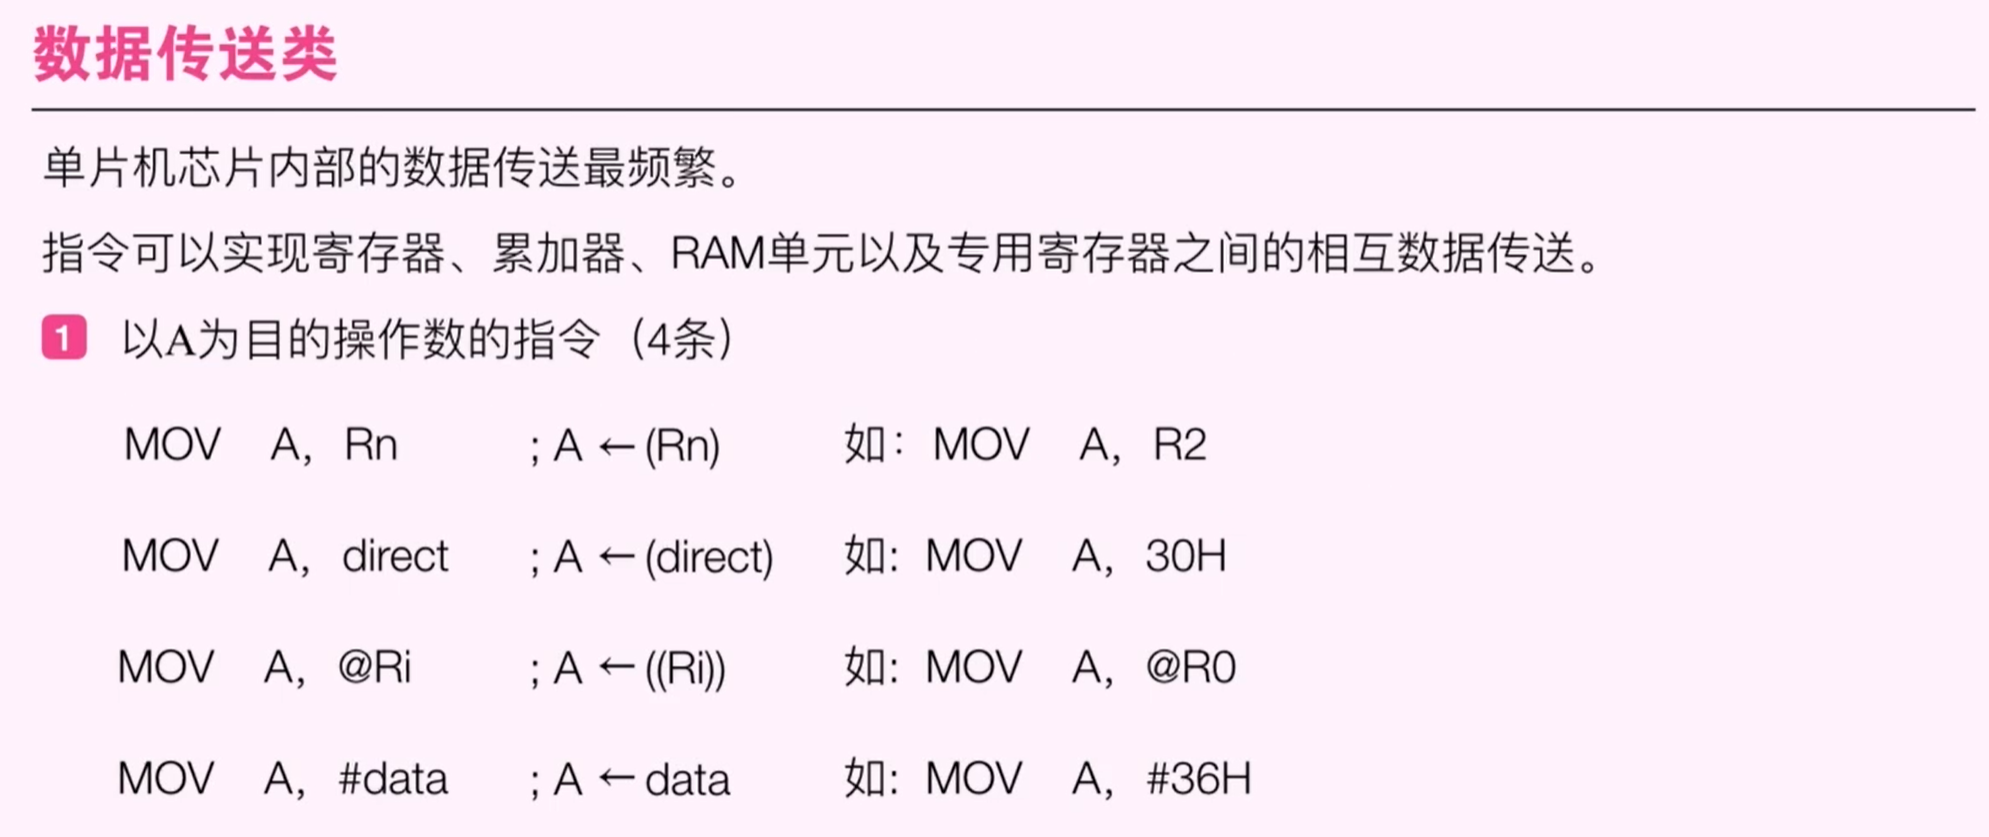 数据传送类
单片机芯片内部的数据传送最频繁。
指令可以实现寄存器、累加器、RAM单元以及专用寄存器之间的相互数据传送。
1 以A为目的操作数的指令（4条）
MOV A，Rn ; A ←(Rn) 如：MOV A，R2
MOV A，direct ; A ←(direct) 如：MOV A，30H
MOV A，@Ri ; A ←((Ri)) 如：MOV A，@R0
MOV A，#data ; A ←data 如：MOV A，#36H